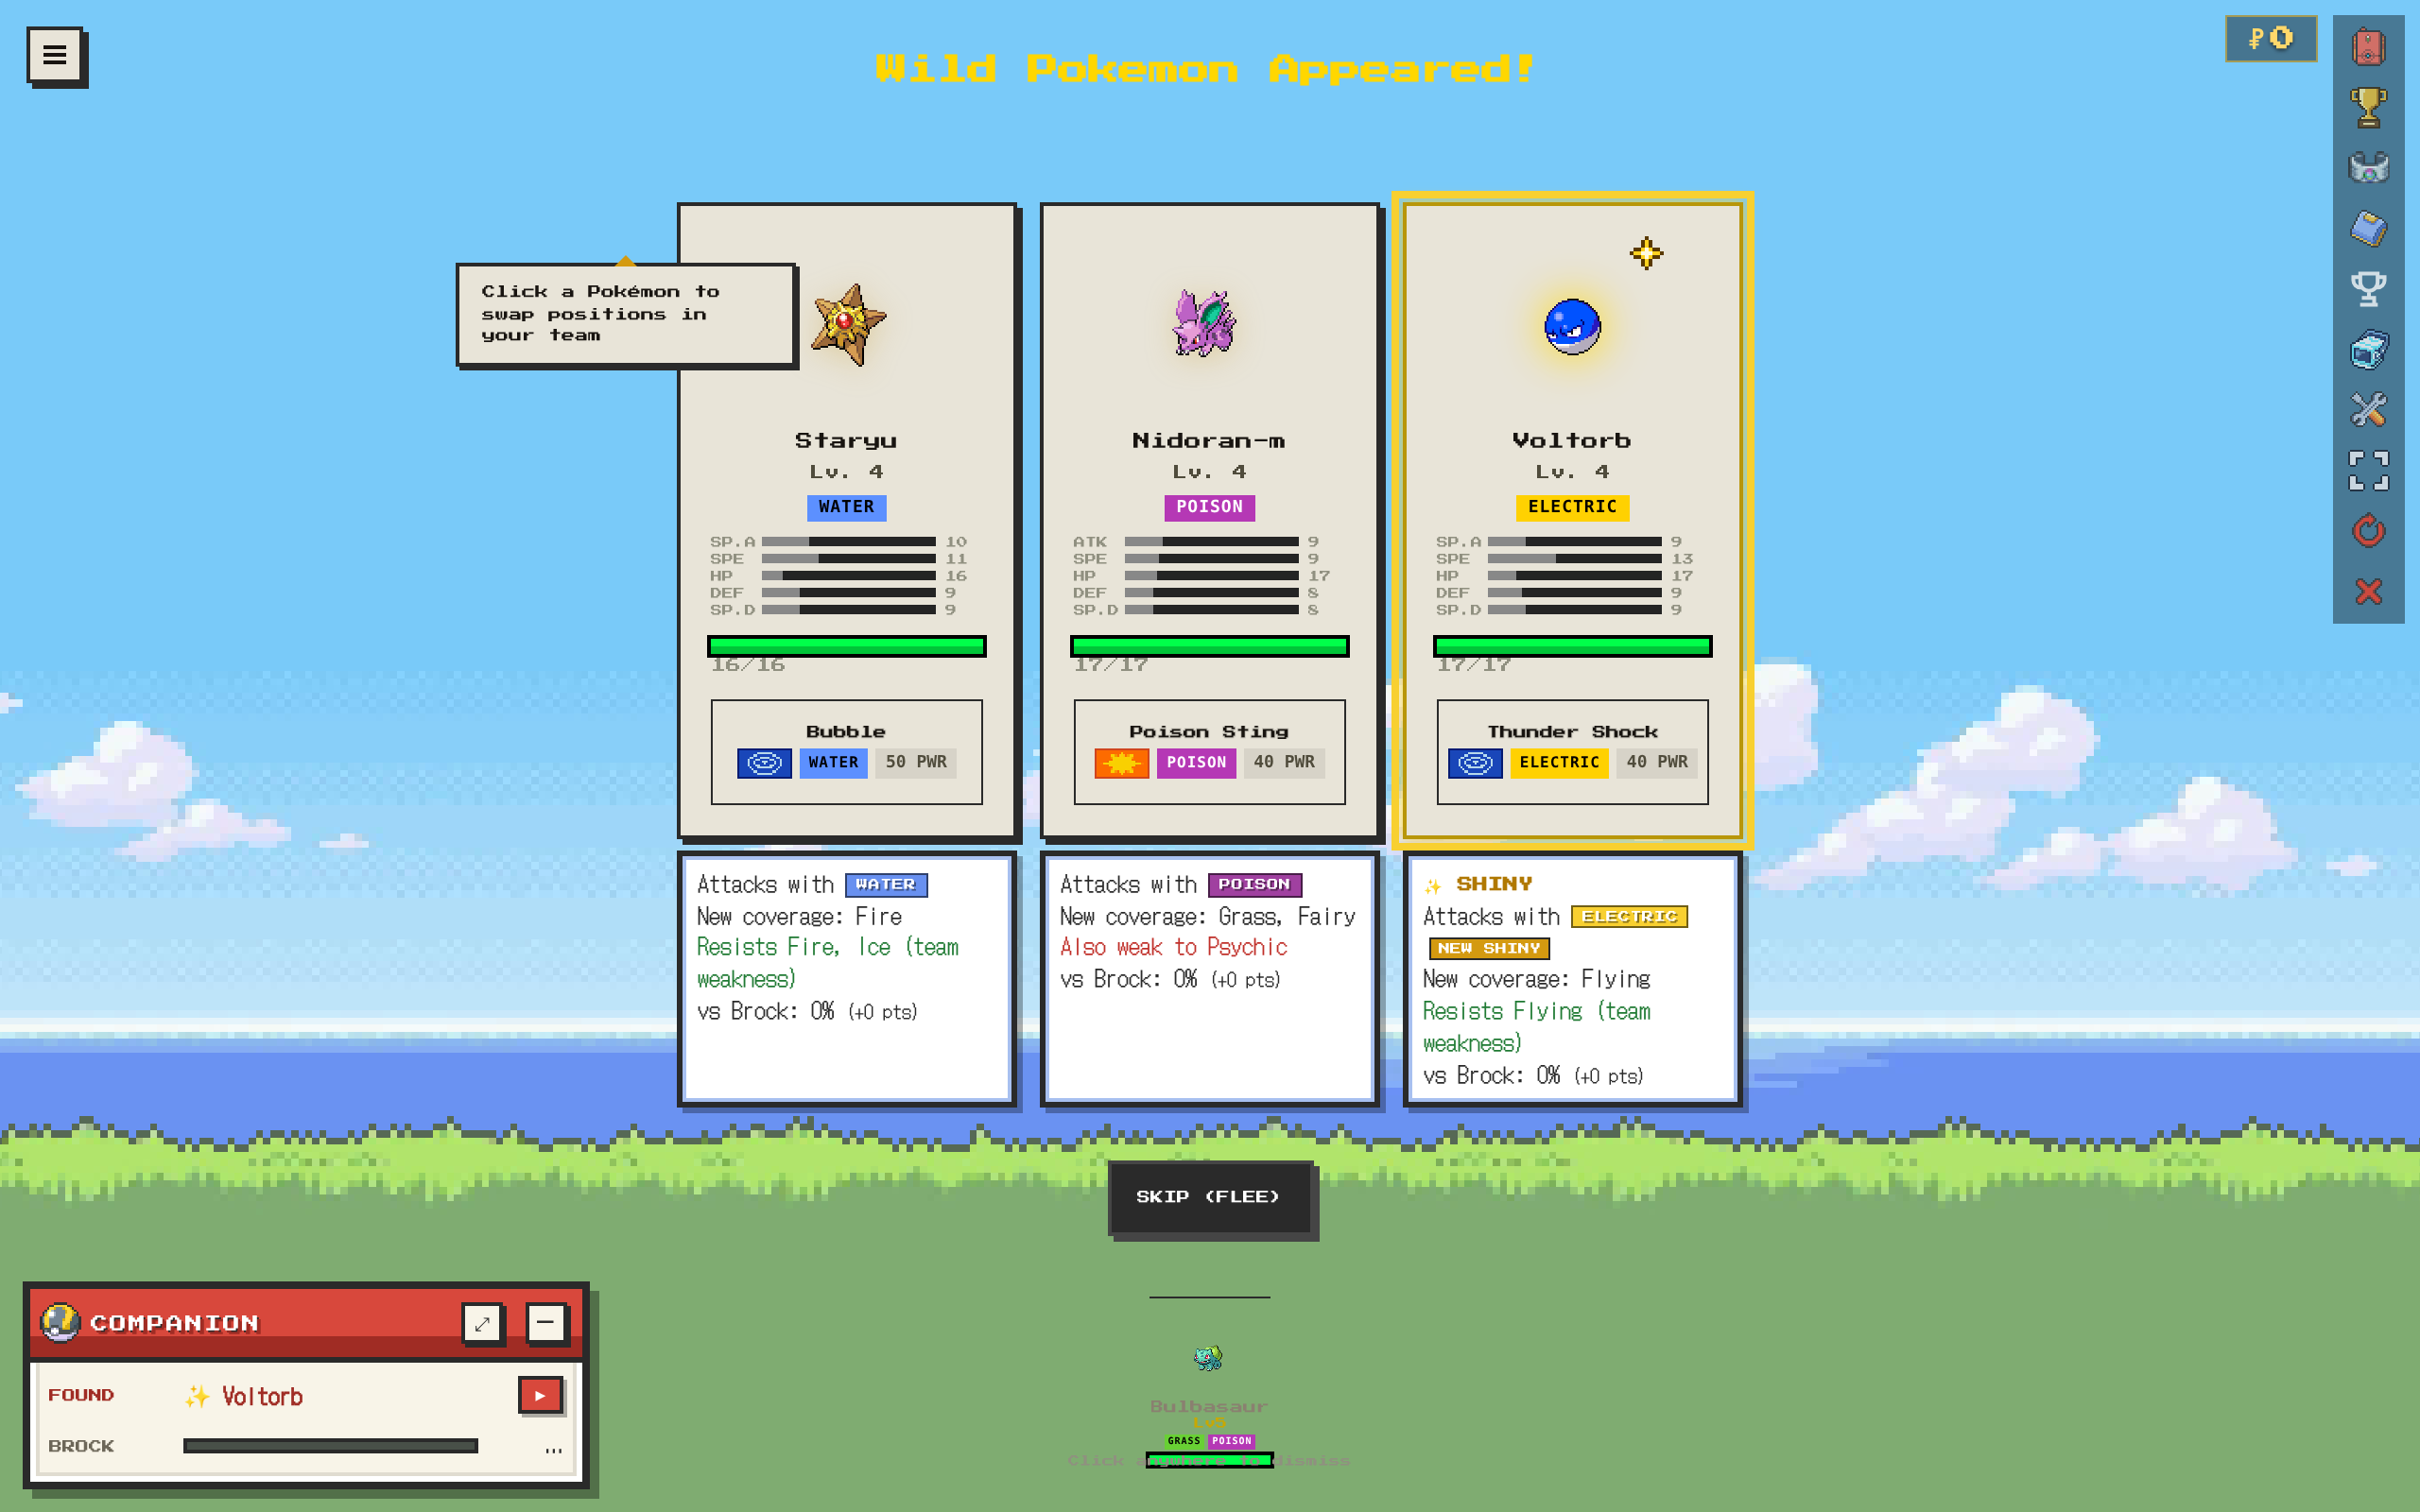 Wild Pokemon Appeared!
₽0
Click a Pokémon to
swap positions in
your team
Staryu
Lv. 4
WATER
SP.A 10
SPE 11
HP 16
DEF 9
SP.D 9
16/16
Bubble
WATER 50 PWR
Nidoran-m
Lv. 4
POISON
ATK 9
SPE 9
HP 17
DEF 8
SP.D 8
17/17
Poison Sting
POISON 40 PWR
Voltorb
Lv. 4
ELECTRIC
SP.A 9
SPE 13
HP 17
DEF 9
SP.D 9
17/17
Thunder Shock
ELECTRIC 40 PWR
Attacks with WATER
New coverage: Fire
Resists Fire, Ice (team
weakness)
vs Brock: 0% (+0 pts)
Attacks with POISON
New coverage: Grass, Fairy
Also weak to Psychic
vs Brock: 0% (+0 pts)
✨ SHINY
Attacks with ELECTRIC
NEW SHINY
New coverage: Flying
Resists Flying (team
weakness)
vs Brock: 0% (+0 pts)
SKIP (FLEE)
COMPANION
FOUND ✨ Voltorb
BROCK ...
Bulbasaur
Lv5
GRASS POISON
Click anywhere to dismiss